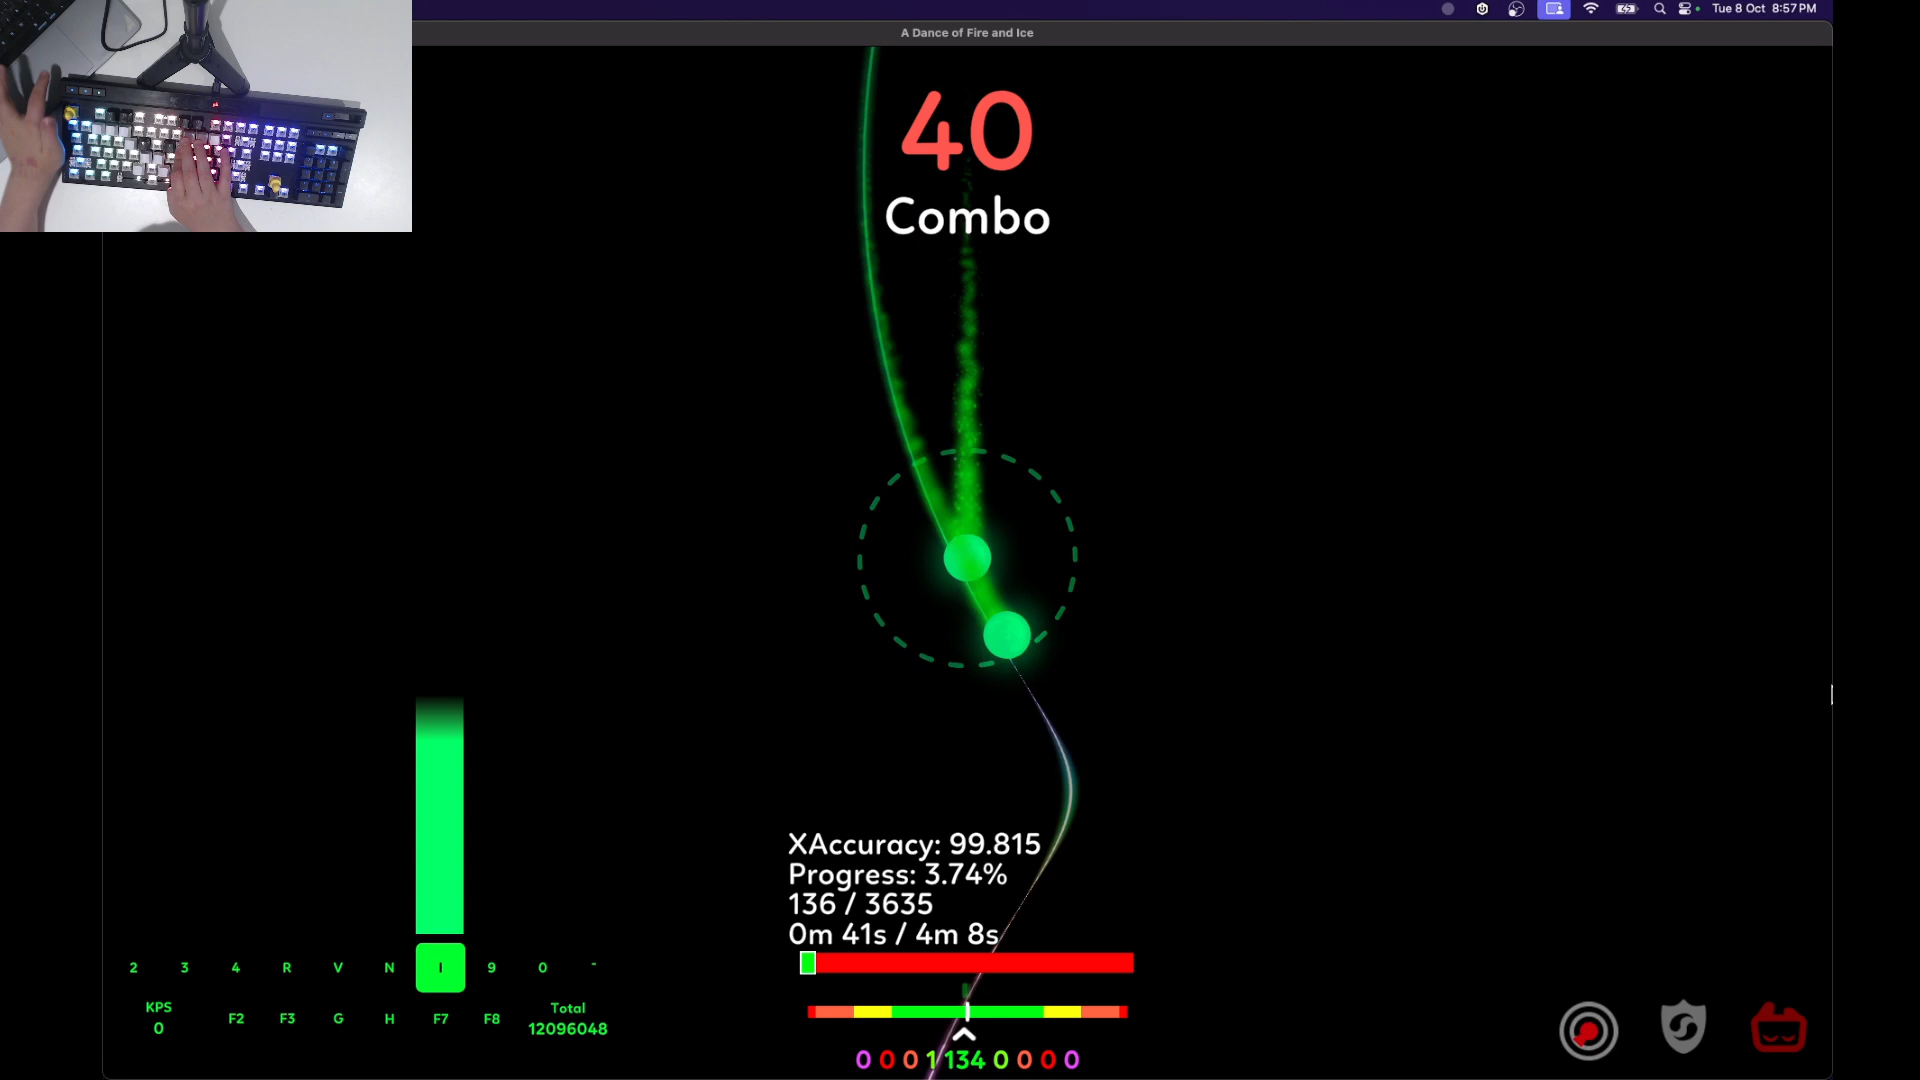 Tue 8 Oct 8:57 PM
A Dance of Fire and Ice
40
Combo
XAccuracy: 99.815
Progress: 3.74%
136 / 3635
0m 41s / 4m 8s
2 3 4 R V N I 9 0 -
KPS
0
F2 F3 G H F7 F8
Total
12096048
0 0 0 1 134 0 0 0 0